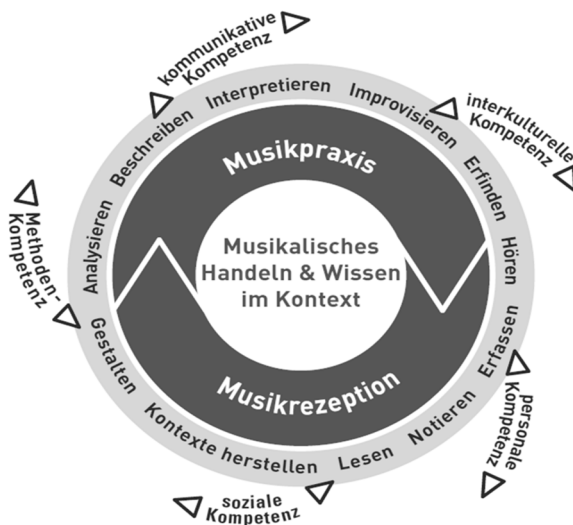 kommunikative
Kompetenz
interkulturelle
Kompetenz
personale
Kompetenz
soziale
Kompetenz
Methoden-
Kompetenz
Analysieren
Beschreiben
Interpretieren
Improvisieren
Erfinden
Hören
Erfassen
Notieren
Lesen
Kontexte herstellen
Gestalten
Musikpraxis
Musikalisches
Handeln & Wissen
im Kontext
Musikrezeption